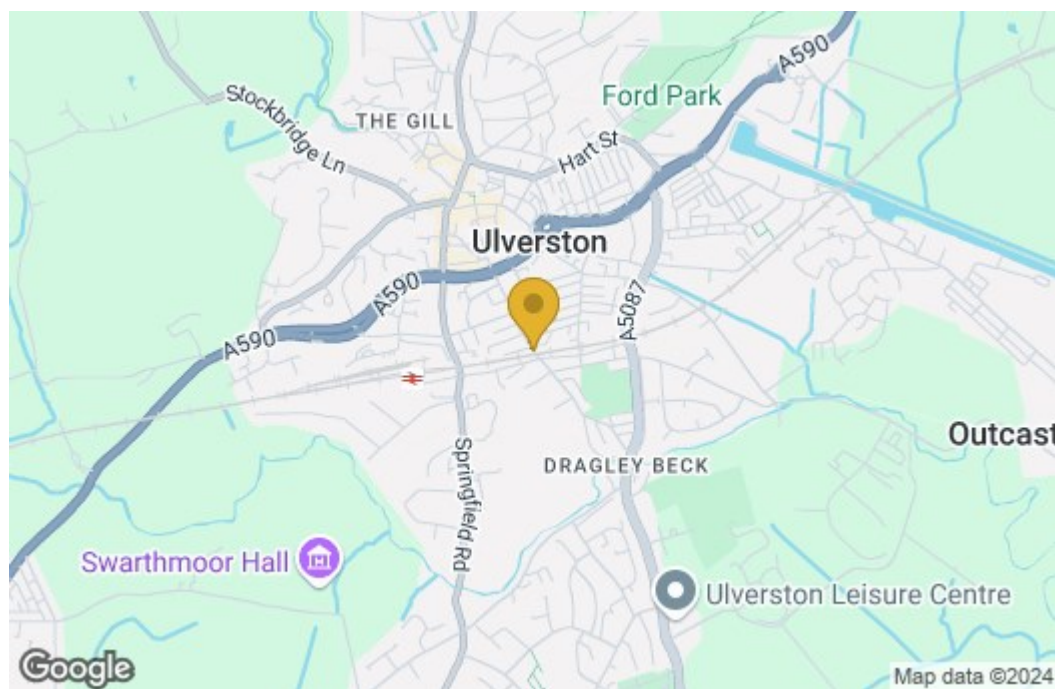 A590
Ford Park
Stockbridge Ln
THE GILL
Hart St
Ulverston
A590
A5087
A590
Outcast
Springfield Rd
DRAGLEY BECK
Swarthmoor Hall
Ulverston Leisure Centre
Google
Map data ©2024